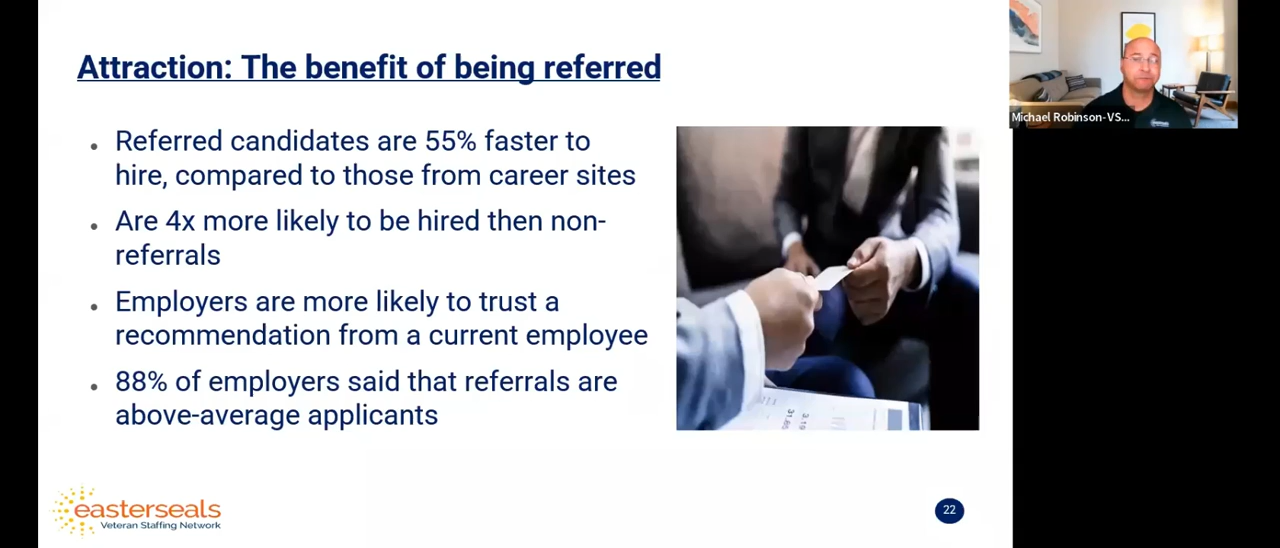 Attraction: The benefit of being referred
Referred candidates are 55% faster to
hire, compared to those from career sites
Are 4x more likely to be hired then non-
referrals
Employers are more likely to trust a
recommendation from a current employee
88% of employers said that referrals are
above-average applicants
easterseals
Veteran Staffing Network
22
Michael Robinson-VS...